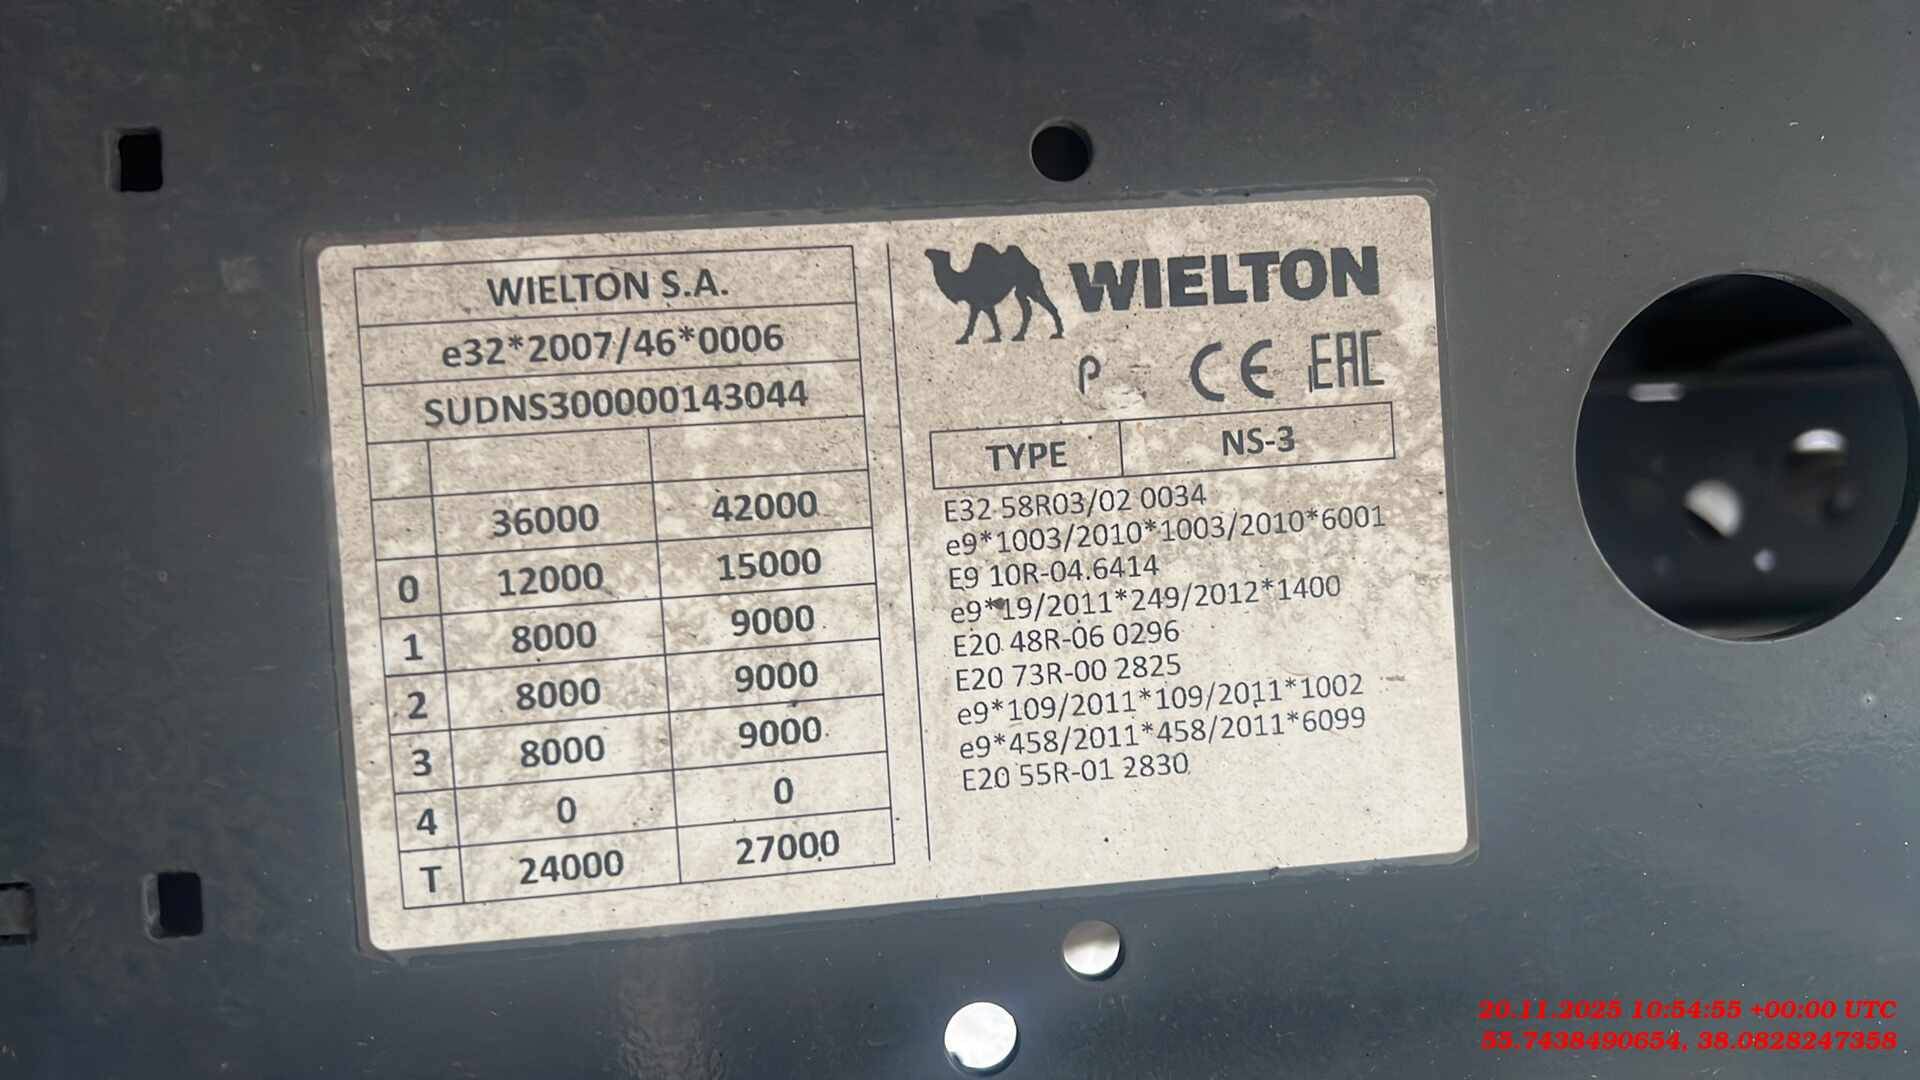 WIELTON S.A.
e32*2007/46*0006
SUDNS300000143044
36000 42000
0 12000 15000
1 8000 9000
2 8000 9000
3 8000 9000
4 0 0
T 24000 27000
WIELTON
ρ CE EAC
TYPE NS-3
E32 58R03/02 0034
e9*1003/2010*1003/2010*6001
E9 10R-04.6414
e9*19/2011*249/2012*1400
E20 48R-06 0296
E20 73R-00 2825
e9*109/2011*109/2011*1002
e9*458/2011*458/2011*6099
E20 55R-01 2830
20.11.2025 10:54:55 +00:00 UTC
55.7438490654, 38.0828247358